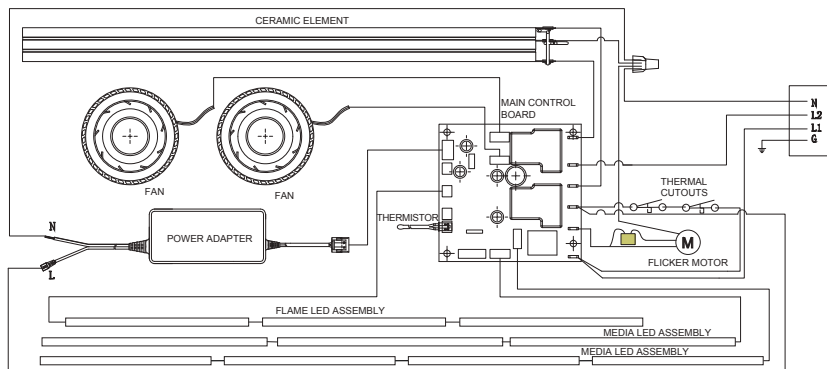 CERAMIC ELEMENT
MAIN CONTROL
BOARD
N
L2
L1
G
FAN
FAN
THERMAL
CUTOUTS
THERMISTOR
N
POWER ADAPTER
L
M
FLICKER MOTOR
FLAME LED ASSEMBLY
MEDIA LED ASSEMBLY
MEDIA LED ASSEMBLY